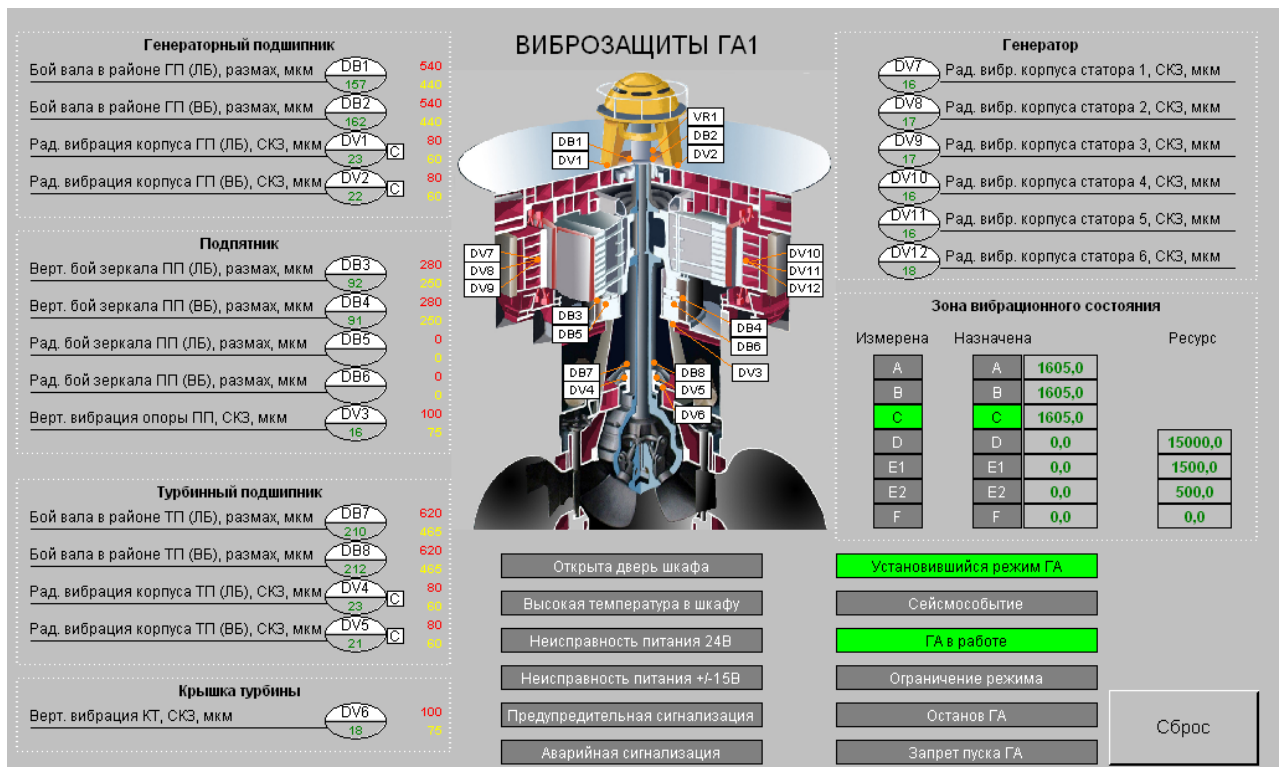 ВИБРОЗАЩИТЫ ГА1
Генераторный подшипник
Бой вала в районе ГП (ЛБ), размах, мкм DB1 157 540 440
Бой вала в районе ГП (ВБ), размах, мкм DB2 162 540 440
Рад. вибрация корпуса ГП (ЛБ), СКЗ, мкм DV1 23 C 80 60
Рад. вибрация корпуса ГП (ВБ), СКЗ, мкм DV2 22 C 80 60
Подпятник
Верт. бой зеркала ПП (ЛБ), размах, мкм DB3 92 280 250
Верт. бой зеркала ПП (ВБ), размах, мкм DB4 91 280 250
Рад. бой зеркала ПП (ЛБ), размах, мкм DB5 0 0
Рад. бой зеркала ПП (ВБ), размах, мкм DB6 0 0
Верт. вибрация опоры ПП, СКЗ, мкм DV3 16 100 75
Турбинный подшипник
Бой вала в районе ТП (ЛБ), размах, мкм DB7 210 620 465
Бой вала в районе ТП (ВБ), размах, мкм DB8 212 620 465
Рад. вибрация корпуса ТП (ЛБ), СКЗ, мкм DV4 23 C 80 60
Рад. вибрация корпуса ТП (ВБ), СКЗ, мкм DV5 21 C 80 60
Крышка турбины
Верт. вибрация КТ, СКЗ, мкм DV6 18 100 75
VR1
DB1 DB2
DV1 DV2
DV7 DV10
DV8 DV11
DV9 DV12
DB3 DB4
DB5 DB6
DB7 DB8 DV3
DV4 DV5
DV6
Генератор
DV7 16 Рад. вибр. корпуса статора 1, СКЗ, мкм
DV8 17 Рад. вибр. корпуса статора 2, СКЗ, мкм
DV9 17 Рад. вибр. корпуса статора 3, СКЗ, мкм
DV10 16 Рад. вибр. корпуса статора 4, СКЗ, мкм
DV11 16 Рад. вибр. корпуса статора 5, СКЗ, мкм
DV12 18 Рад. вибр. корпуса статора 6, СКЗ, мкм
Зона вибрационного состояния
Измерена Назначена Ресурс
A A 1605,0
B B 1605,0
C C 1605,0
D D 0,0 15000,0
E1 E1 0,0 1500,0
E2 E2 0,0 500,0
F F 0,0 0,0
Открыта дверь шкафа
Высокая температура в шкафу
Неисправность питания 24В
Неисправность питания +/-15В
Предупредительная сигнализация
Аварийная сигнализация
Установившийся режим ГА
Сейсмособытие
ГА в работе
Ограничение режима
Останов ГА
Запрет пуска ГА
Сброс